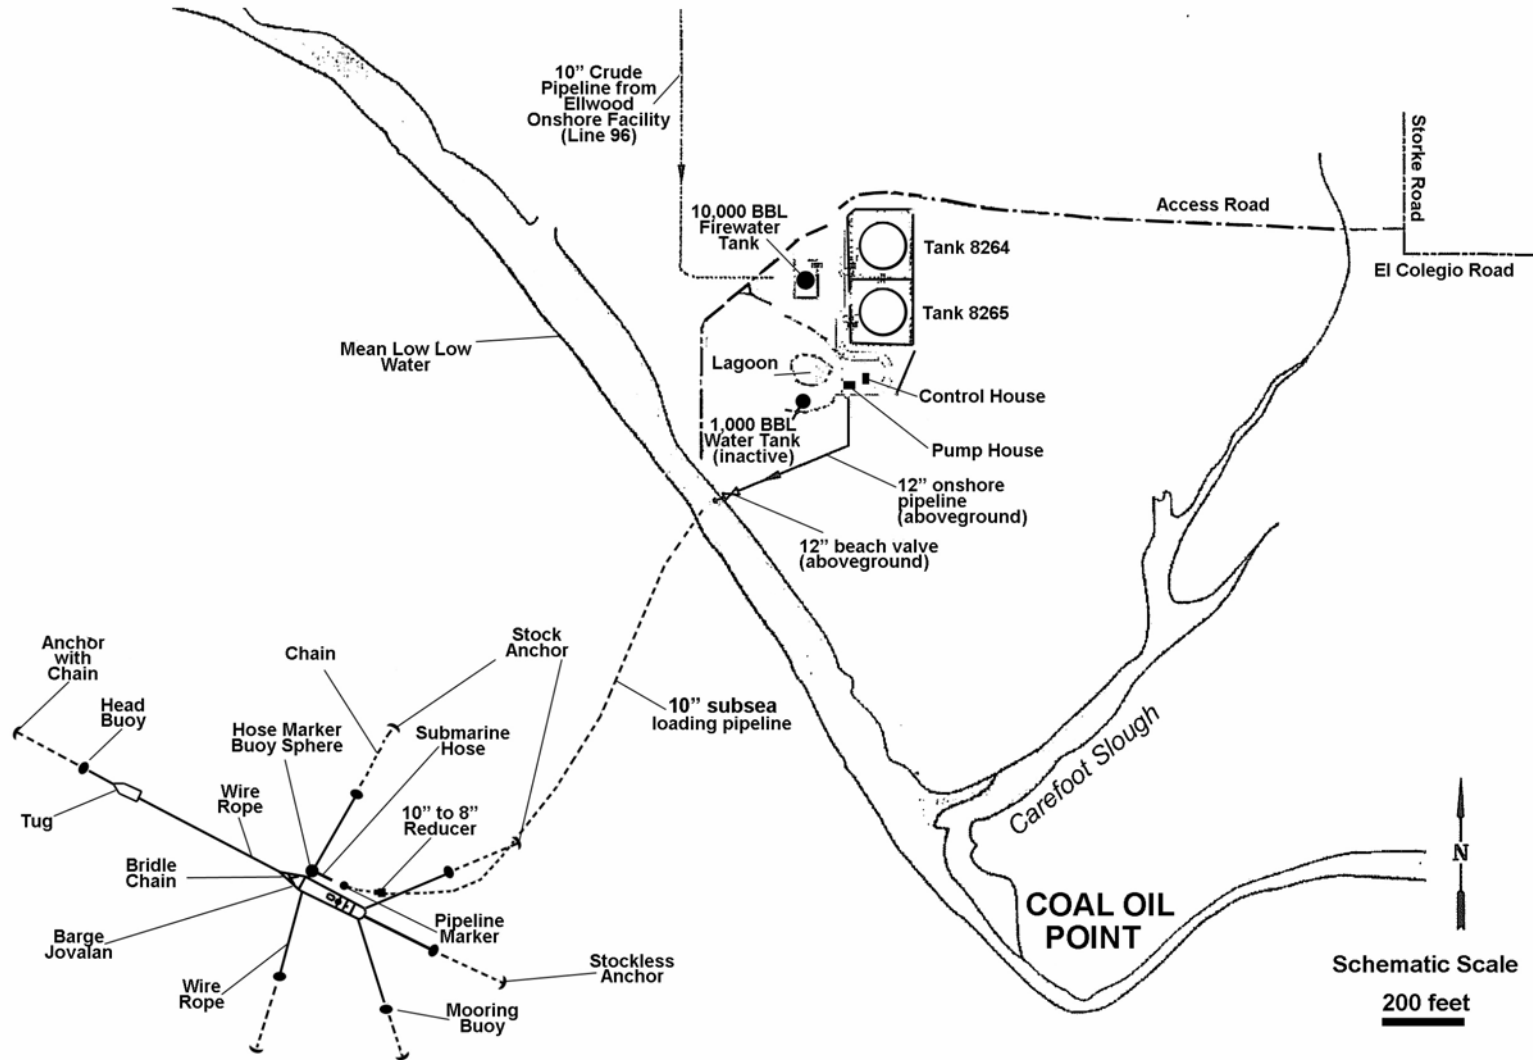 10” Crude
Pipeline from
Ellwood
Onshore Facility
(Line 96)
Storke Road
Access Road
El Colegio Road
10,000 BBL
Firewater
Tank
Tank 8264
Tank 8265
Mean Low Low
Water
Lagoon
Control House
1,000 BBL
Water Tank
(inactive)
Pump House
12” onshore
pipeline
(aboveground)
12” beach valve
(aboveground)
Anchor
with
Chain
Chain
Stock
Anchor
Head
Buoy
Hose Marker
Buoy Sphere
Submarine
Hose
10” subsea
loading pipeline
Carefoot Slough
Tug
Wire
Rope
10” to 8”
Reducer
Bridle
Chain
Barge
Jovalan
Pipeline
Marker
Wire
Rope
Stockless
Anchor
Mooring
Buoy
COAL OIL
POINT
N
Schematic Scale
200 feet